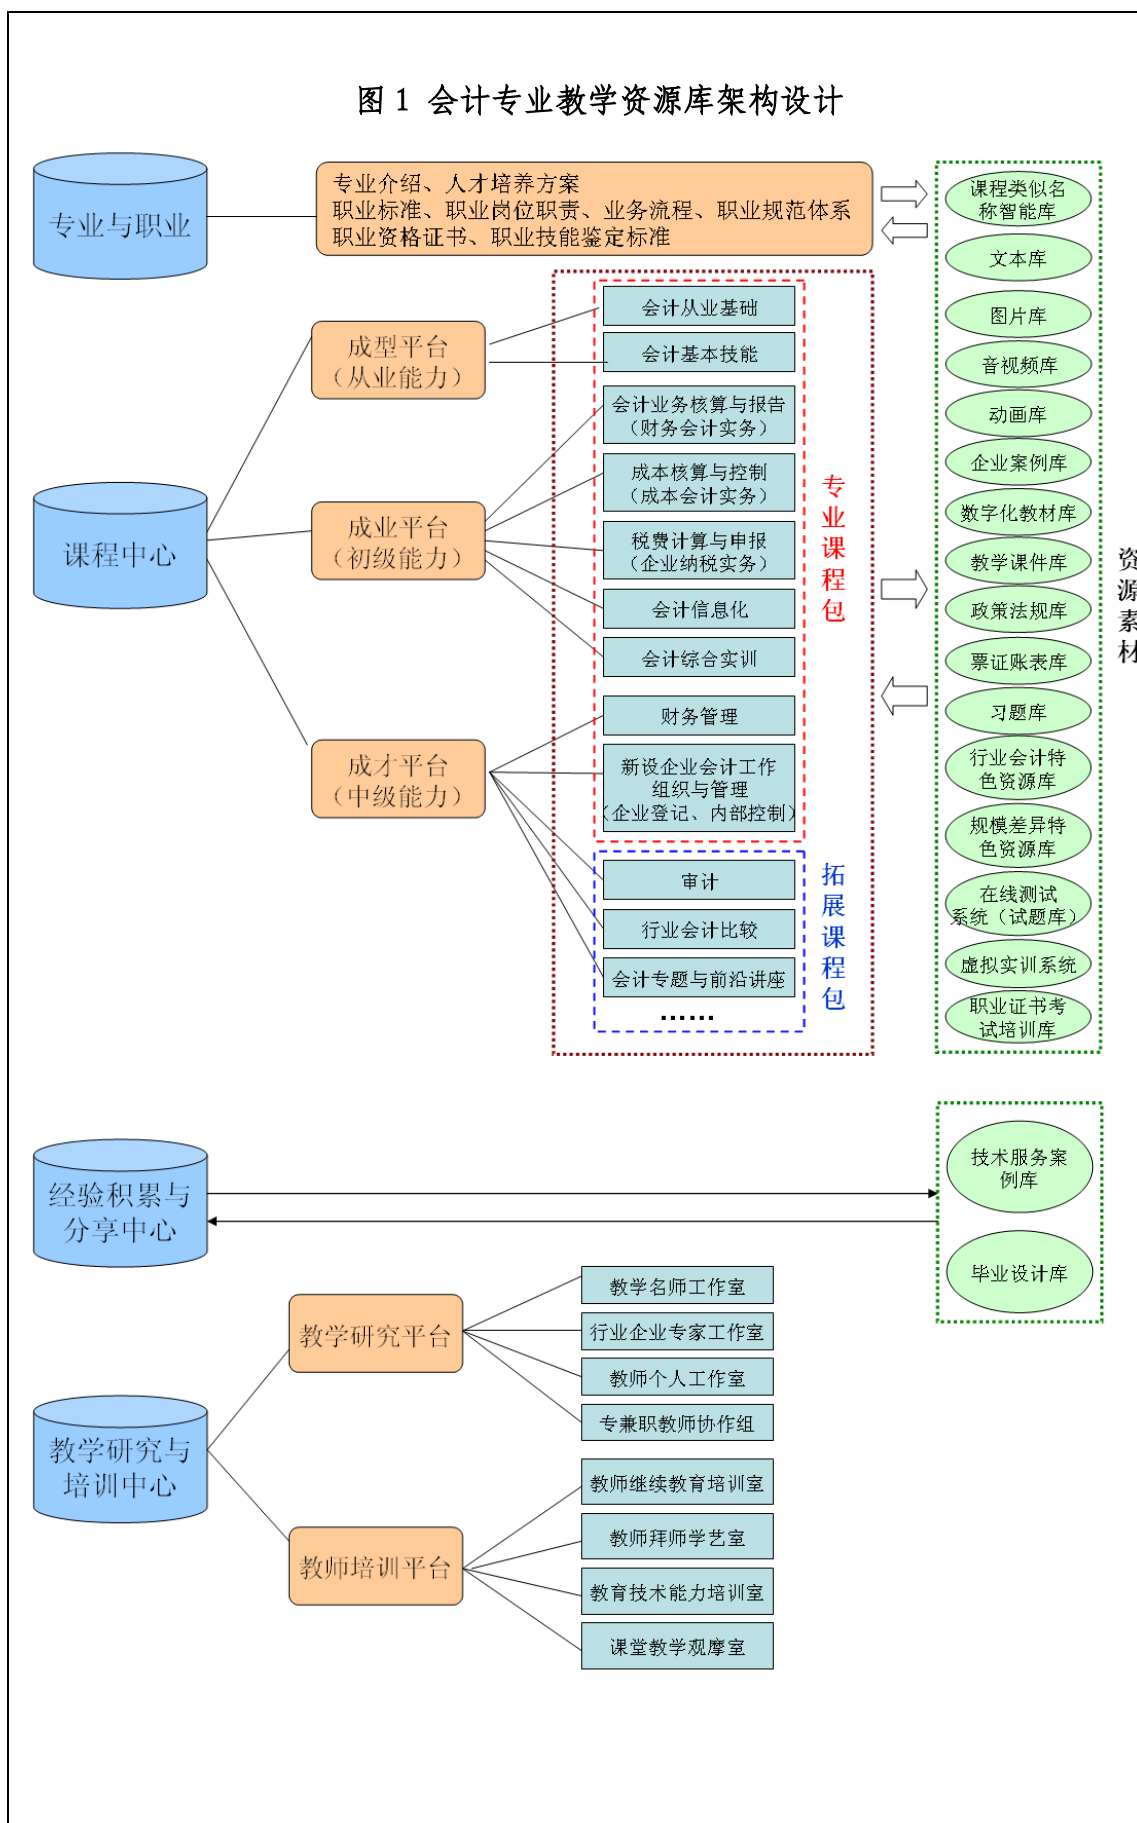 图 1 会计专业教学资源库架构设计
专业与职业
专业介绍、人才培养方案
职业标准、职业岗位职责、业务流程、职业规范体系
职业资格证书、职业技能鉴定标准
课程中心
成型平台
（从业能力）
成业平台
（初级能力）
成才平台
（中级能力）
会计从业基础
会计基本技能
会计业务核算与报告
（财务会计实务）
成本核算与控制
（成本会计实务）
税费计算与申报
（企业纳税实务）
会计信息化
会计综合实训
财务管理
新设企业会计工作
组织与管理
（企业登记、内部控制）
专业课程包
审计
行业会计比较
会计专题与前沿讲座
……
拓展课程包
课程类似名
称智能库
文本库
图片库
音视频库
动画库
企业案例库
数字化教材库
教学课件库
政策法规库
票证账表库
习题库
行业会计特
色资源库
规模差异特
色资源库
在线测试
系统（试题库）
虚拟实训系统
职业证书考
试培训库
资源素材
经验积累与
分享中心
技术服务案
例库
毕业设计库
教学研究与
培训中心
教学研究平台
教学名师工作室
行业企业专家工作室
教师个人工作室
专兼职教师协作组
教师培训平台
教师继续教育培训室
教师拜师学艺室
教育技术能力培训室
课堂教学观摩室